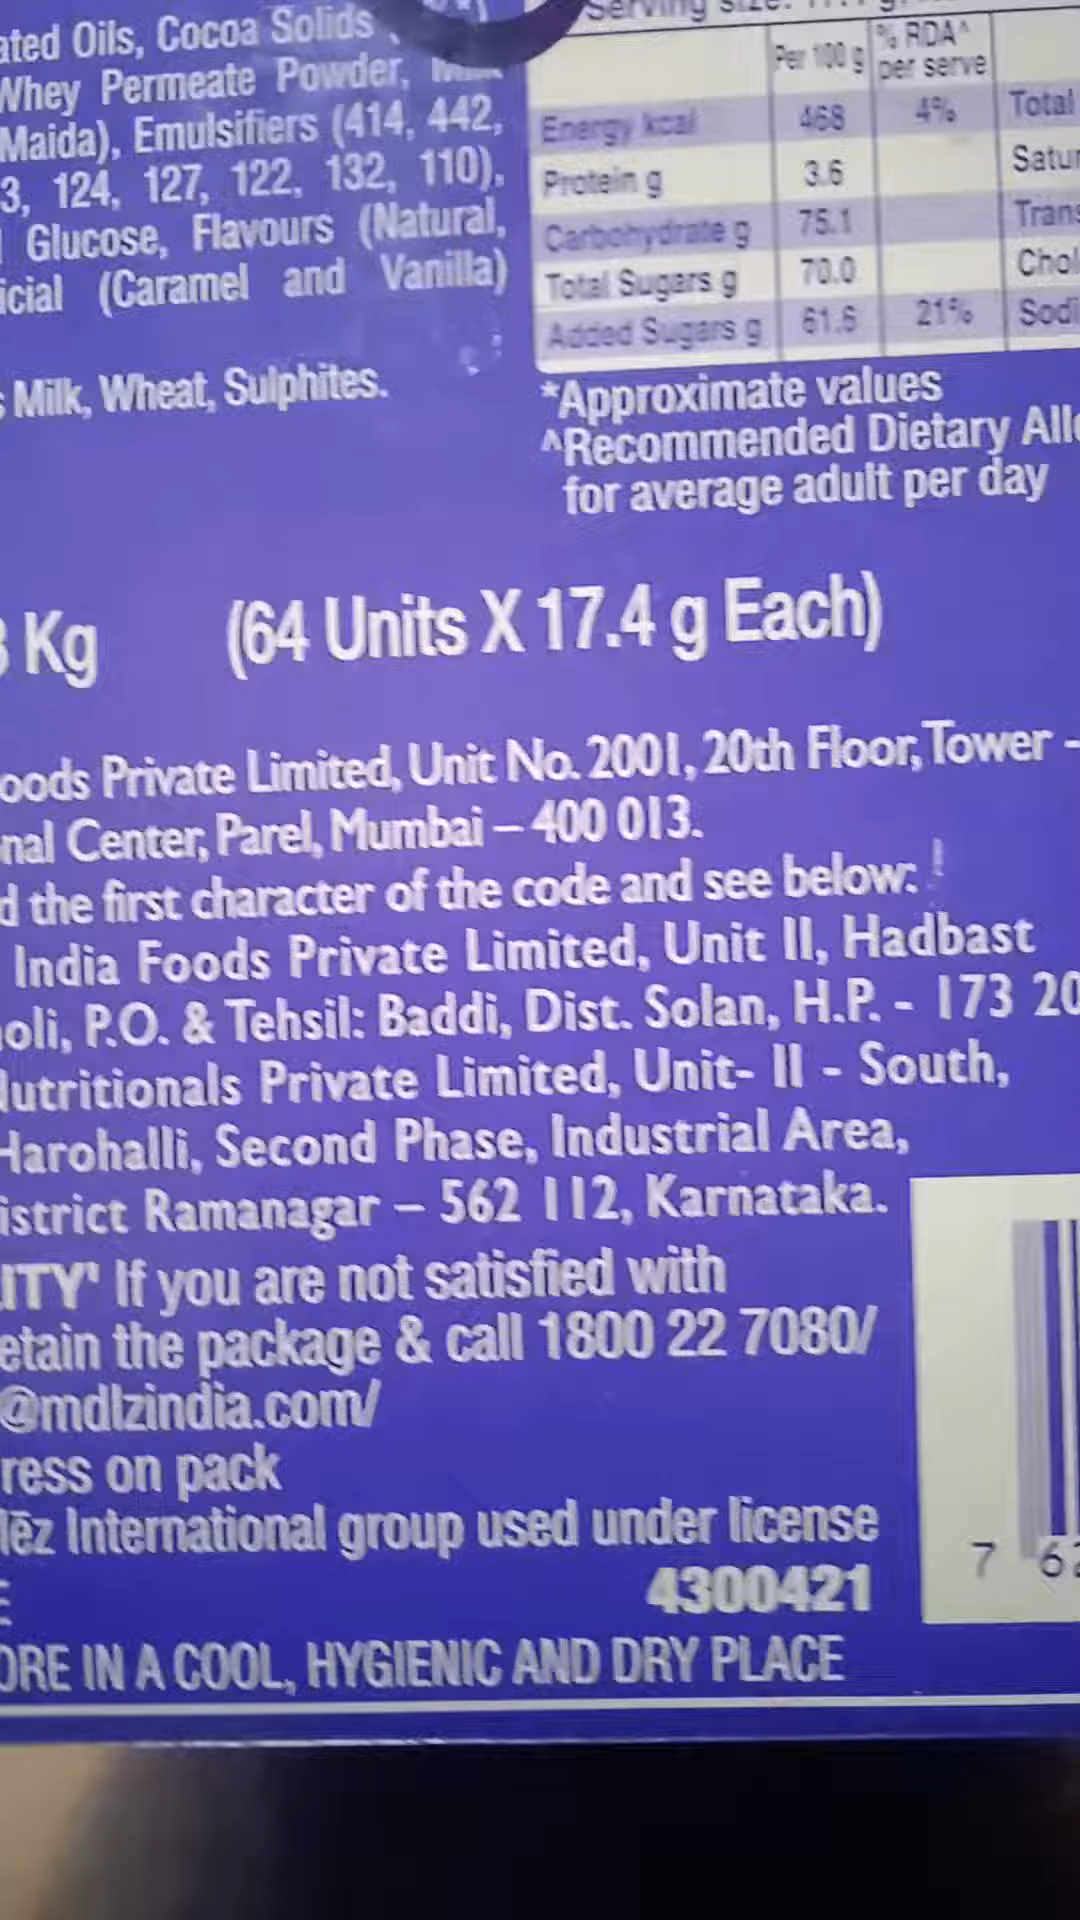 ated Oils, Cocoa Solids
Whey Permeate Powder,
Maida), Emulsifiers (414, 442,
3, 124, 127, 122, 132, 110),
Glucose, Flavours (Natural,
icial (Caramel and Vanilla)
Milk, Wheat, Sulphites.
Serving
Per 100 g % RDA^ per serve
Energy kcal 468 4% Total
Protein g 3.6 Satur
Carbohydrate g 75.1 Trans
Total Sugars g 70.0 Chol
Added Sugars g 61.6 21% Sodi
*Approximate values
^Recommended Dietary Allo
for average adult per day
Kg (64 Units X 17.4 g Each)
oods Private Limited, Unit No. 2001, 20th Floor, Tower -
nal Center, Parel, Mumbai – 400 013.
d the first character of the code and see below:
India Foods Private Limited, Unit II, Hadbast
oli, P.O. & Tehsil: Baddi, Dist. Solan, H.P. - 173 20
Nutritionals Private Limited, Unit- II - South,
Harohalli, Second Phase, Industrial Area,
istrict Ramanagar – 562 112, Karnataka.
ITY' If you are not satisfied with
etain the package & call 1800 22 7080/
@mdlzindia.com/
ress on pack
lēz International group used under license
4300421
7 62
ORE IN A COOL, HYGIENIC AND DRY PLACE